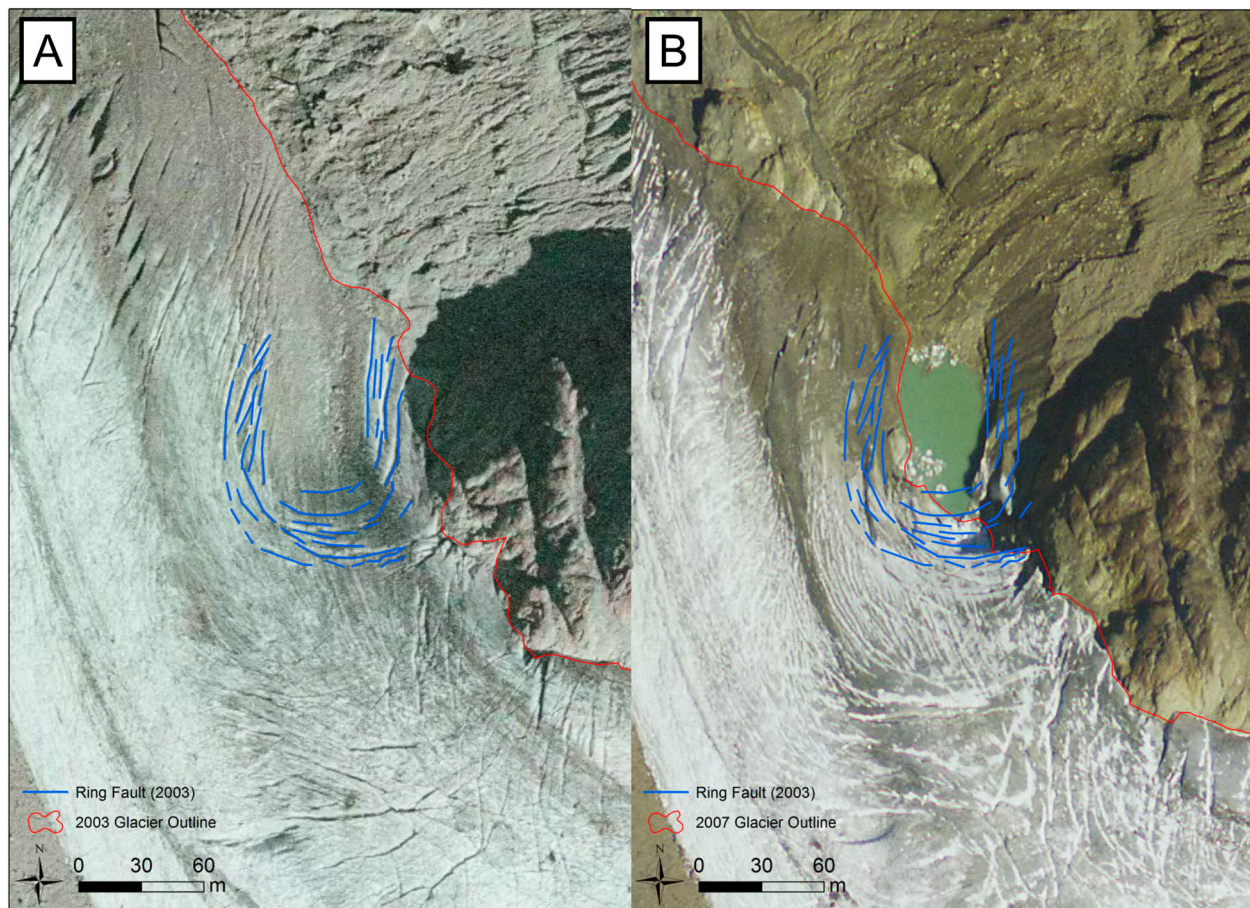 A
Ring Fault (2003)
2003 Glacier Outline
N
0 30 60
m
B
Ring Fault (2003)
2007 Glacier Outline
N
0 30 60
m